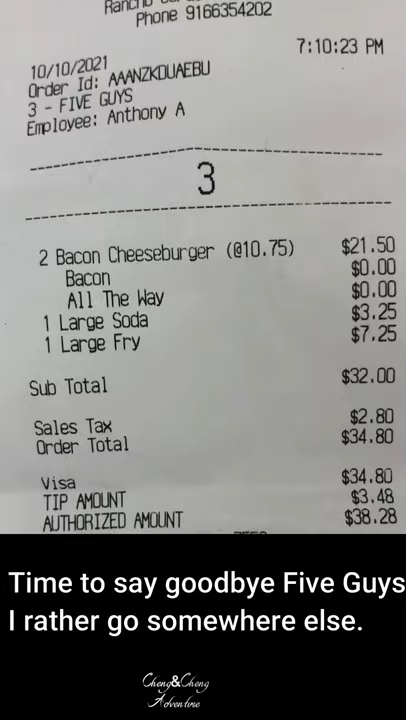 Rancho
Phone 9166354202
7:10:23 PM
10/10/2021
Order Id: AAANZKDUAEBU
3 - FIVE GUYS
Employee: Anthony A
3
2 Bacon Cheeseburger (@10.75) $21.50
Bacon $0.00
All The Way $0.00
1 Large Soda $3.25
1 Large Fry $7.25
Sub Total $32.00
Sales Tax $2.80
Order Total $34.80
Visa $34.80
TIP AMOUNT $3.48
AUTHORIZED AMOUNT $38.28
Time to say goodbye Five Guys
I rather go somewhere else.
Cheng&Cheng
Adventure